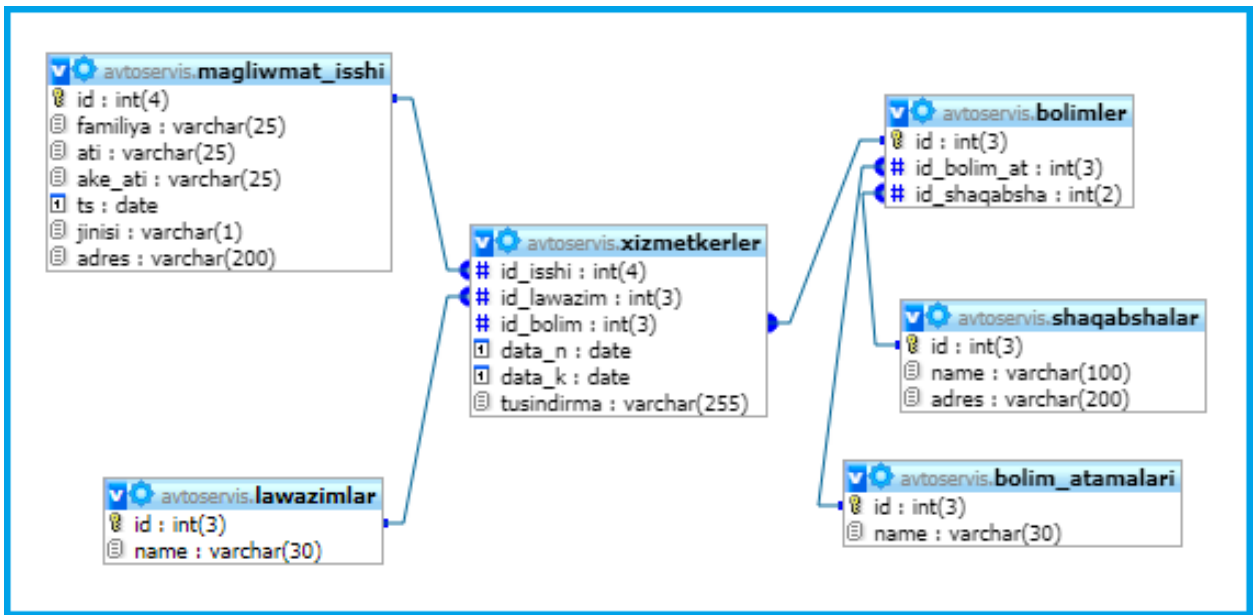 avtoservis.magliwmat_isshi
id : int(4)
familiya : varchar(25)
ati : varchar(25)
ake_ati : varchar(25)
ts : date
jinisi : varchar(1)
adres : varchar(200)
avtoservis.xizmetkerler
# id_isshi : int(4)
# id_lawazim : int(3)
# id_bolim : int(3)
data_n : date
data_k : date
tusindirma : varchar(255)
avtoservis.lawazimlar
id : int(3)
name : varchar(30)
avtoservis.bolimler
id : int(3)
# id_bolim_at : int(3)
# id_shaqabsha : int(2)
avtoservis.shaqabshalar
id : int(3)
name : varchar(100)
adres : varchar(200)
avtoservis.bolim_atamalari
id : int(3)
name : varchar(30)